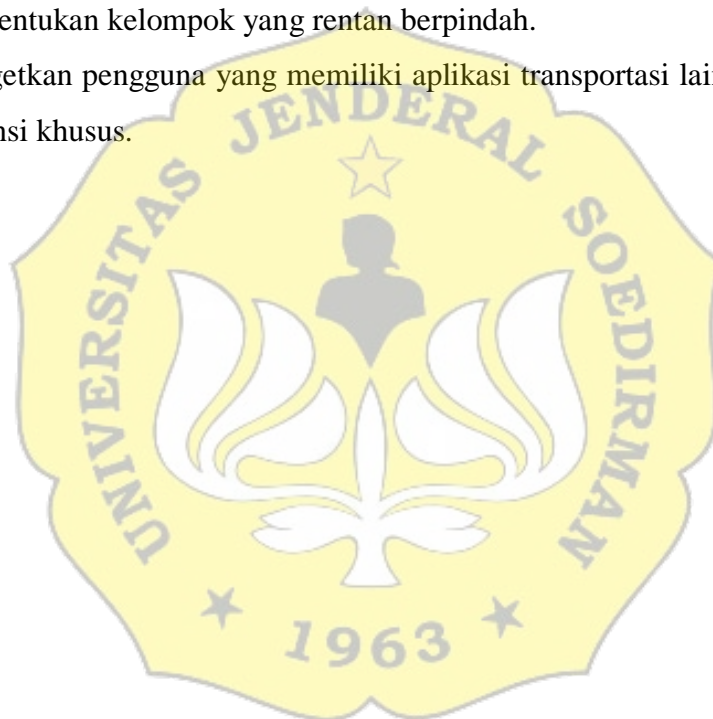 entukan kelompok yang rentan berpindah.
getkan pengguna yang memiliki aplikasi transportasi lai
nsi khusus.
UNIVERSITAS JENDERAL SOEDIRMAN
1963